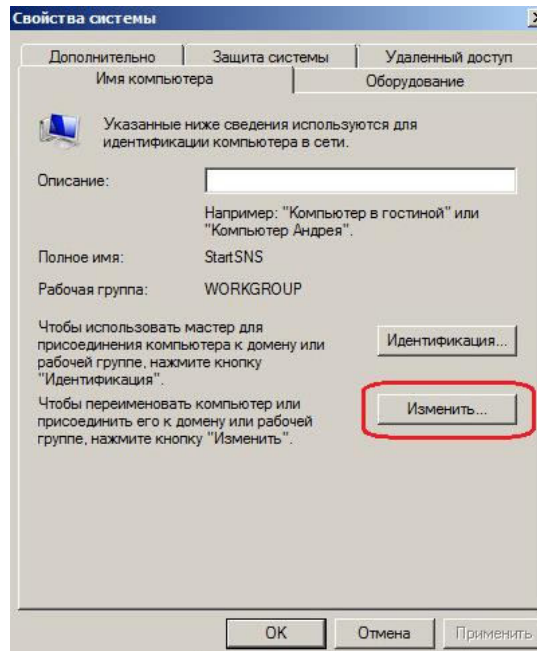 Свойства системы
Дополнительно
Защита системы
Удаленный доступ
Имя компьютера
Оборудование
Указанные ниже сведения используются для
идентификации компьютера в сети.
Описание:
Например: "Компьютер в гостиной" или
"Компьютер Андрея".
Полное имя:
StartSNS
Рабочая группа:
WORKGROUP
Чтобы использовать мастер для
присоединения компьютера к домену или
рабочей группе, нажмите кнопку
"Идентификация".
Идентификация...
Чтобы переименовать компьютер или
присоединить его к домену или рабочей
группе, нажмите кнопку "Изменить".
Изменить...
OK
Отмена
Применить